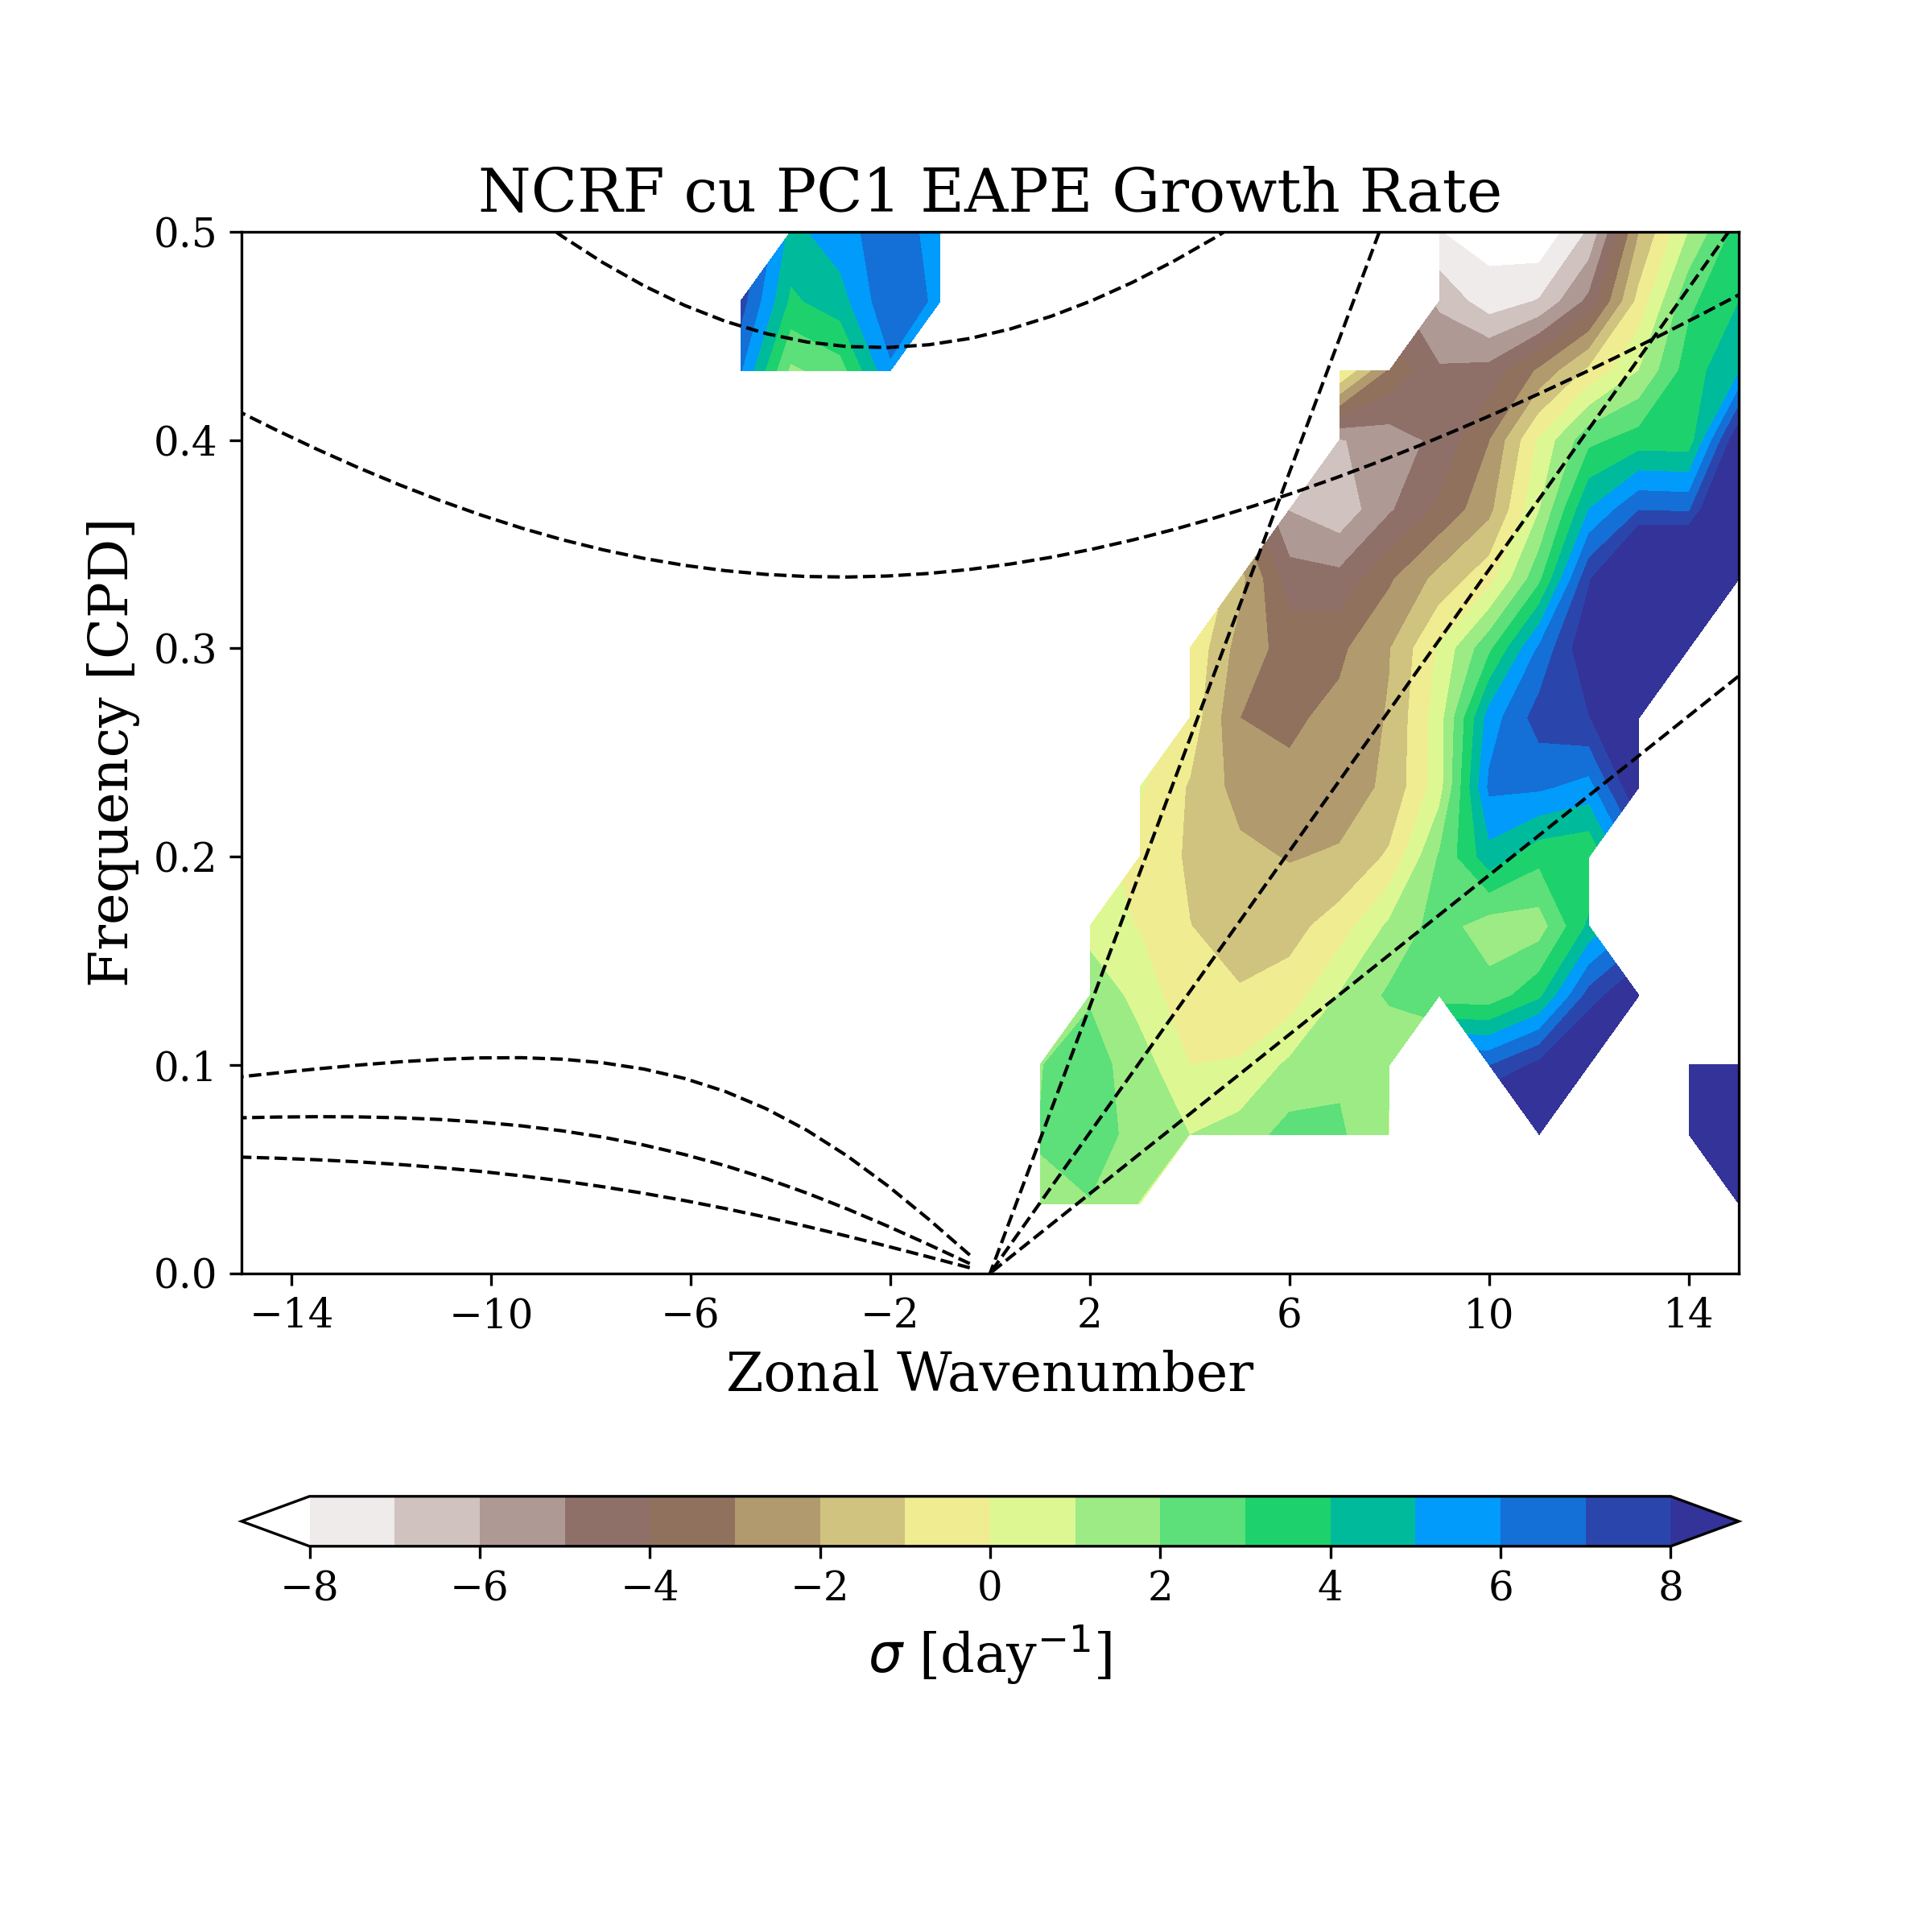 NCRF cu PC1 EAPE Growth Rate
0.5
0.4
0.3
0.2
0.1
0.0
Frequency [CPD]
−14 −10 −6 −2 2 6 10 14
Zonal Wavenumber
−8 −6 −4 −2 0 2 4 6 8
σ [day⁻¹]